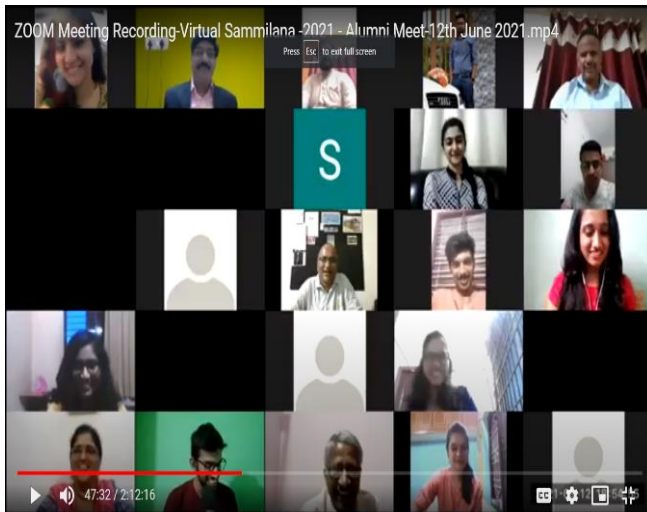 ZOOM Meeting Recording-Virtual Sammilana -2021 - Alumni Meet-12th June 2021.mp4
Press Esc to exit full screen
S
47:32 / 2:12:16
CC